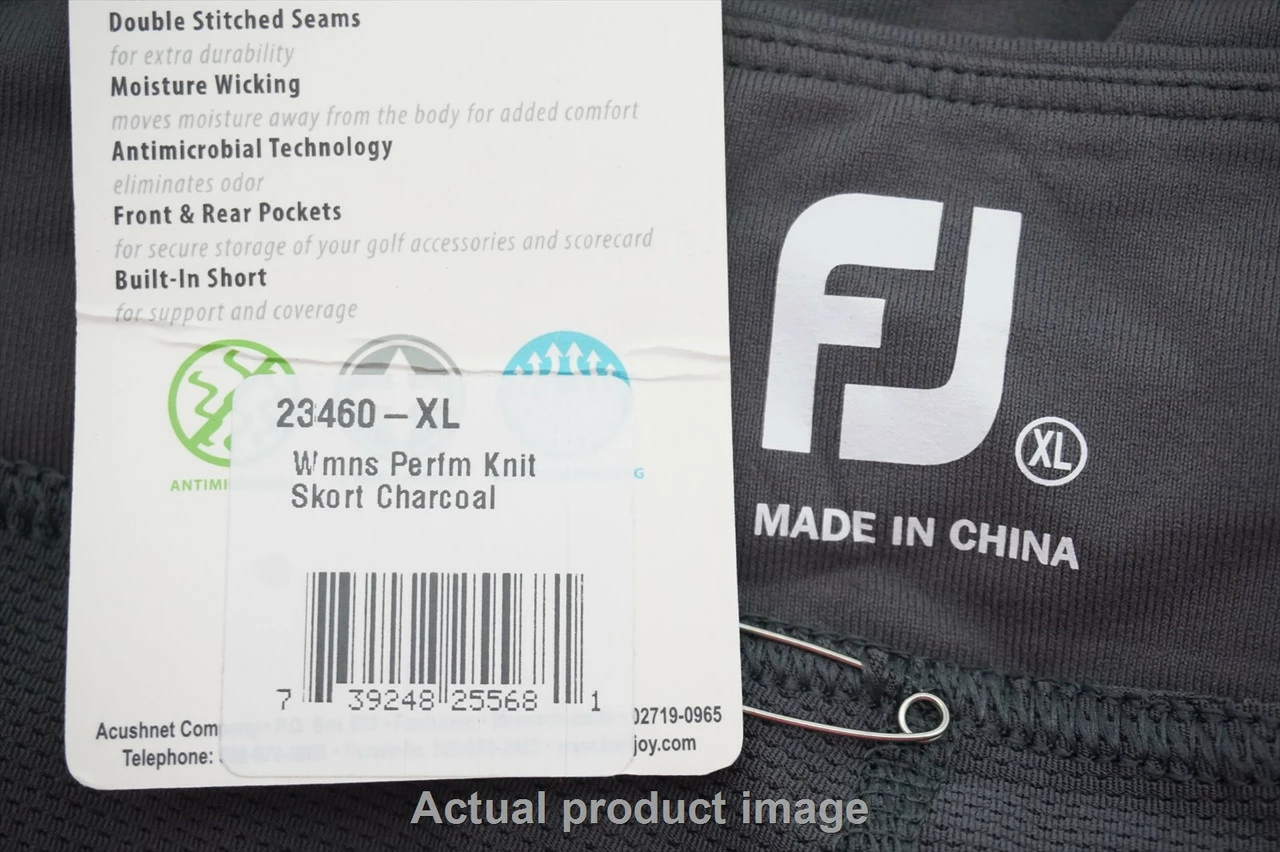 Double Stitched Seams
for extra durability
Moisture Wicking
moves moisture away from the body for added comfort
Antimicrobial Technology
eliminates odor
Front & Rear Pockets
for secure storage of your golf accessories and scorecard
Built-In Short
for support and coverage
ANTIMI
G
23460-XL
Wmns Perfm Knit
Skort Charcoal
7 39248 25568 1
Acushnet Com 02719-0965
Telephone: joy.com
FJ
XL
MADE IN CHINA
Actual product image